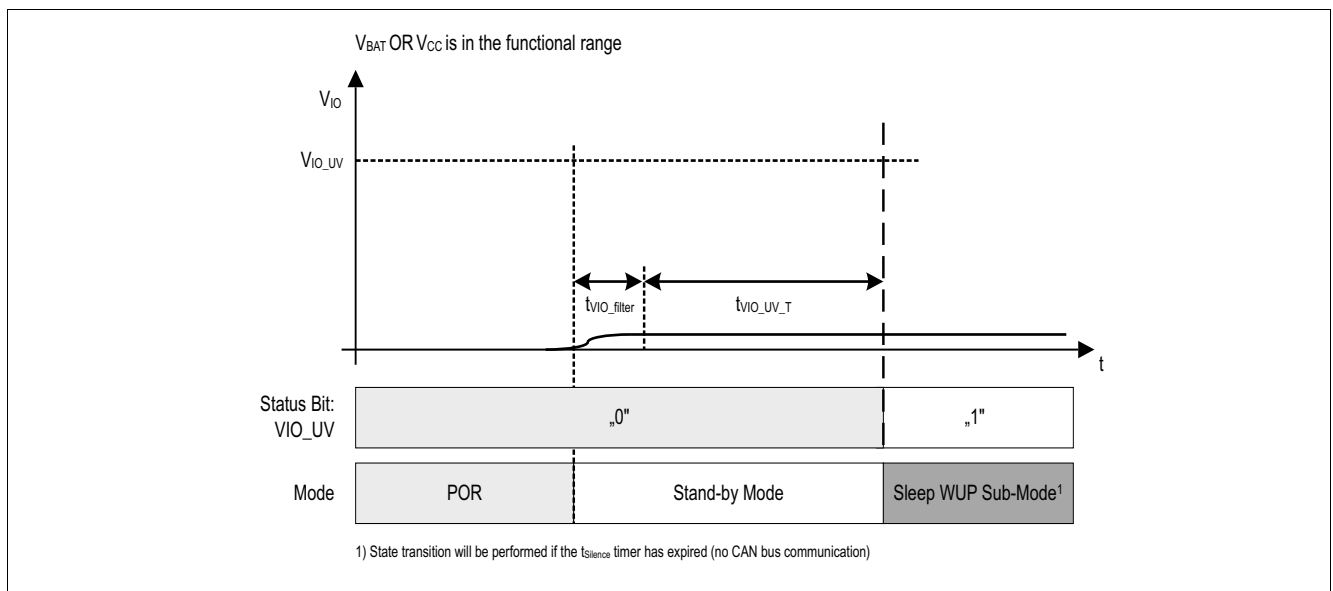 VBAT OR VCC is in the functional range
VIO
VIO_UV
tVIO_filter
tVIO_UV_T
t
Status Bit:
VIO_UV
„0"
„1"
Mode
POR
Stand-by Mode
Sleep WUP Sub-Mode1
1) State transition will be performed if the tSilence timer has expired (no CAN bus communication)